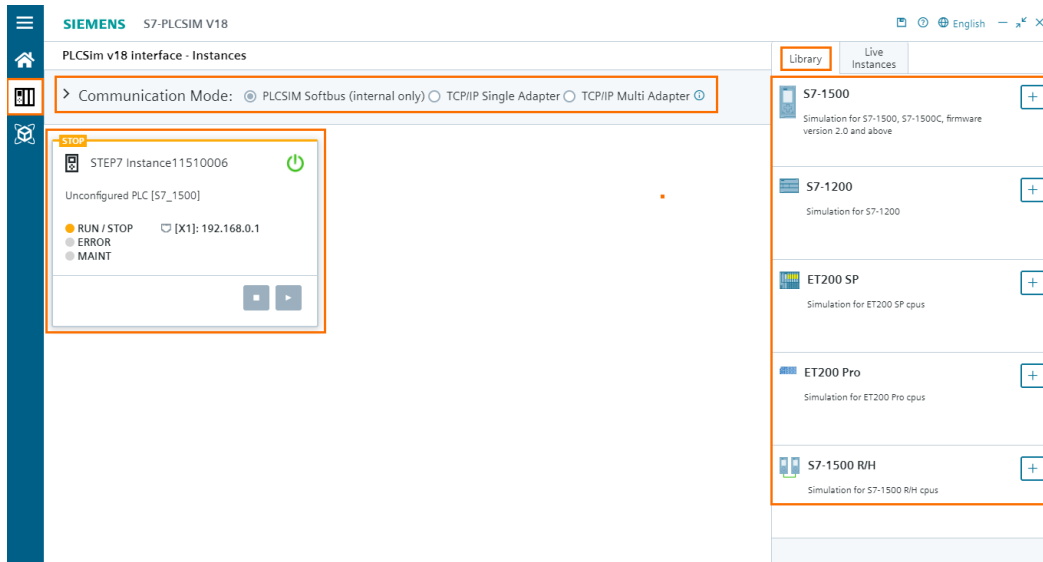 SIEMENS S7-PLCSIM V18
English
PLCSim v18 interface - Instances
Communication Mode: PLCSIM Softbus (internal only) TCP/IP Single Adapter TCP/IP Multi Adapter
STOP
STEP7 Instance11510006
Unconfigured PLC [S7_1500]
RUN / STOP [X1]: 192.168.0.1
ERROR
MAINT
Library
Live
Instances
S7-1500
Simulation for S7-1500, S7-1500C, firmware
version 2.0 and above
S7-1200
Simulation for S7-1200
ET200 SP
Simulation for ET200 SP cpus
ET200 Pro
Simulation for ET200 Pro cpus
S7-1500 R/H
Simulation for S7-1500 R/H cpus